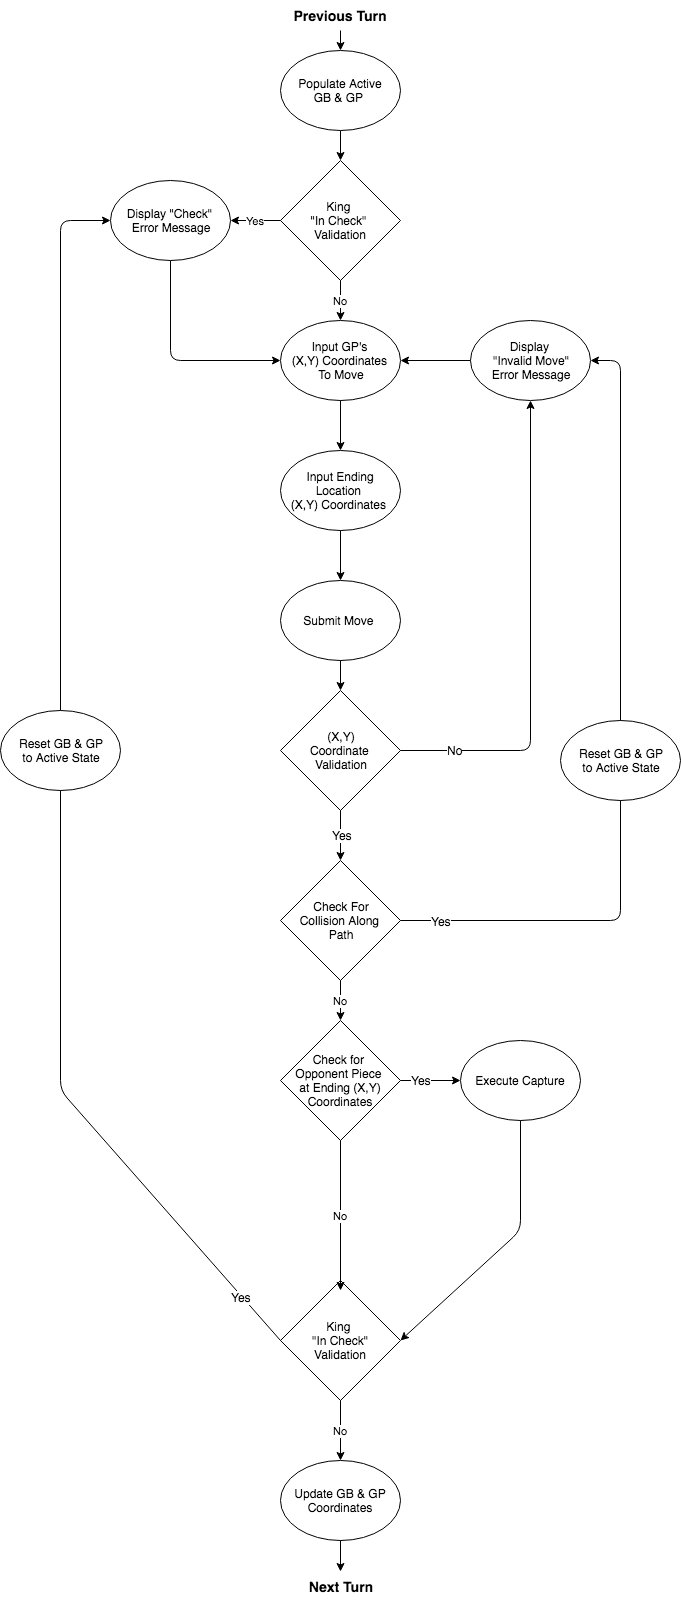 Previous Turn
Populate Active
GB & GP
King
"In Check"
Validation
Yes
Display "Check"
Error Message
No
Input GP's
(X,Y) Coordinates
To Move
Display
"Invalid Move"
Error Message
Input Ending
Location
(X,Y) Coordinates
Submit Move
(X,Y)
Coordinate
Validation
No
Reset GB & GP
to Active State
Reset GB & GP
to Active State
Yes
Check For
Collision Along
Path
Yes
No
Check for
Opponent Piece
at Ending (X,Y)
Coordinates
Yes
Execute Capture
No
Yes
King
"In Check"
Validation
No
Update GB & GP
Coordinates
Next Turn